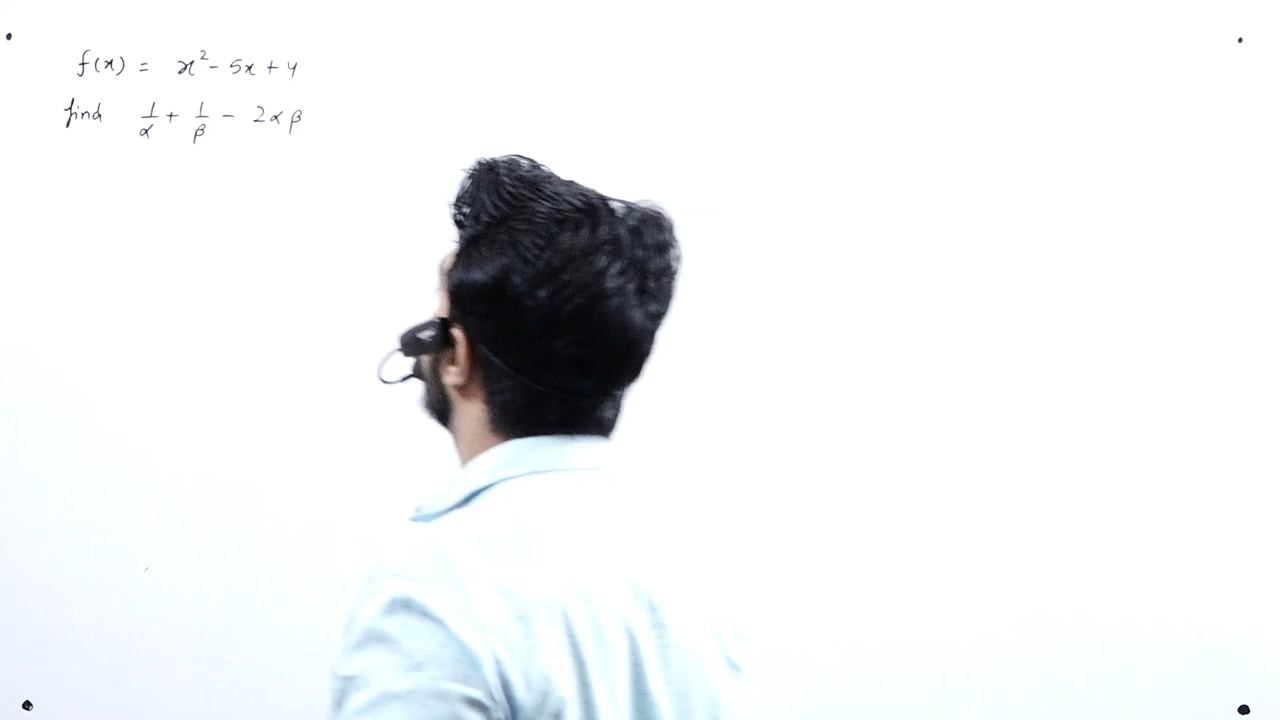 f(x) = x² - 5x + 4
find 1/α + 1/β - 2αβ